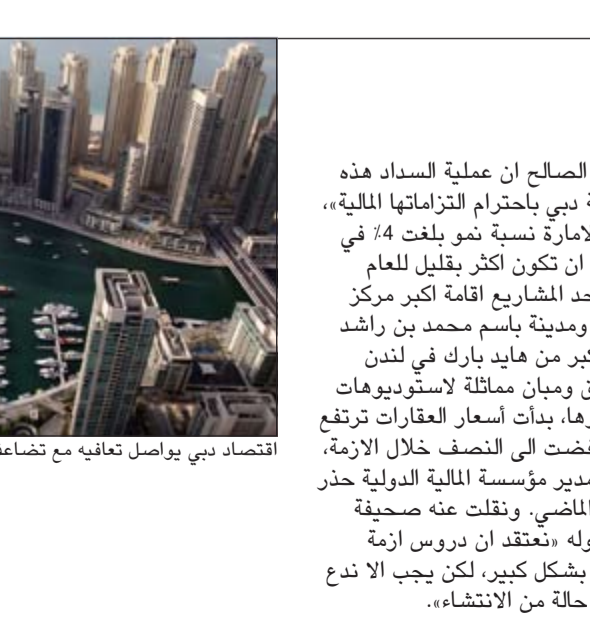 الصالح ان عملية السداد هذه
دبي باحترام التزاماتها المالية»،
لامارة نسبة نمو بلغت 4٪ في
ان تكون اكثر بقليل للعام
حد المشاريع اقامة اكبر مركز
ومدينة باسم محمد بن راشد
كبر من هايد بارك في لندن
ق ومبان مماثلة لاستوديوهات
رها، بدأت أسعار العقارات ترتفع
فضت الى النصف خلال الازمة،
مدير مؤسسة المالية الدولية حذر
لماضي. ونقلت عنه صحيفة
وله «نعتقد ان دروس ازمة
بشكل كبير، لكن يجب الا ندع
حالة من الانتشاء».
اقتصاد دبي يواصل تعافيه مع تضاعف